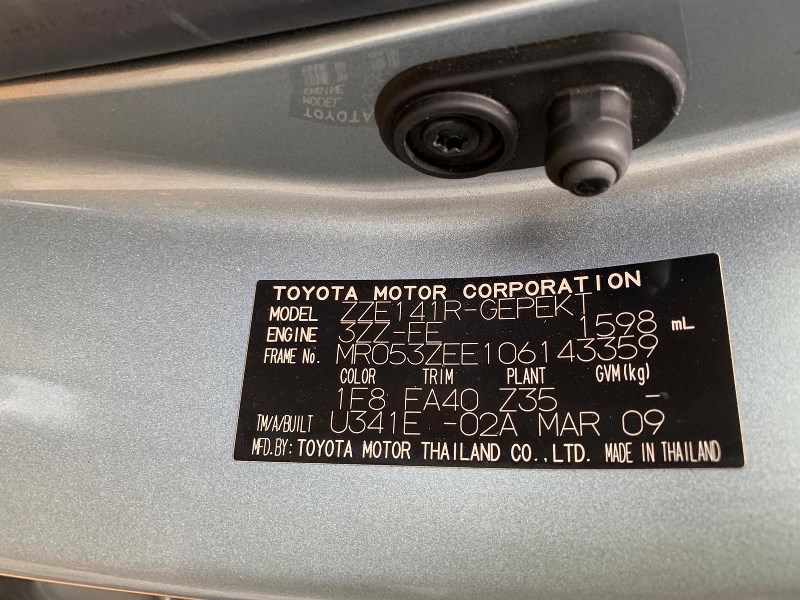 TOYOTA MOTOR CORPORATION
MODEL ZZE141R-GEPEKT
ENGINE 3ZZ-FE 1598 mL
FRAME No. MR053ZEE106143359
COLOR TRIM PLANT GVM(kg)
1F8 FA40 Z35 -
TM/A/BUILT U341E -02A MAR 09
MFD.BY: TOYOTA MOTOR THAILAND CO.,LTD. MADE IN THAILAND